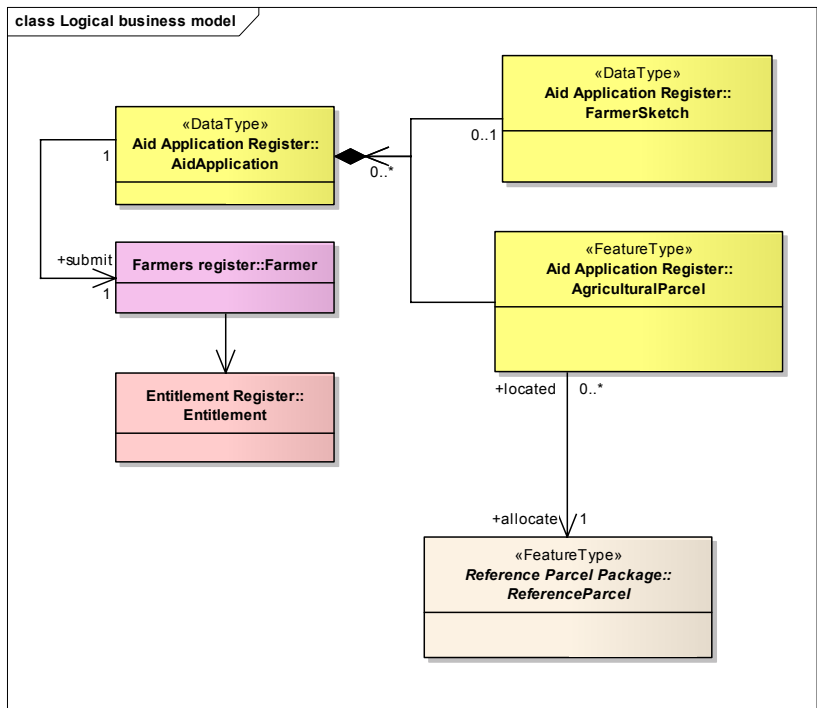 class Logical business model
«DataType»
Aid Application Register::
FarmerSketch
0..1
«DataType»
Aid Application Register::
AidApplication
1
0..*
+submit
1
Farmers register::Farmer
«FeatureType»
Aid Application Register::
AgriculturalParcel
Entitlement Register::
Entitlement
+located
0..*
+allocate
1
«FeatureType»
Reference Parcel Package::
ReferenceParcel